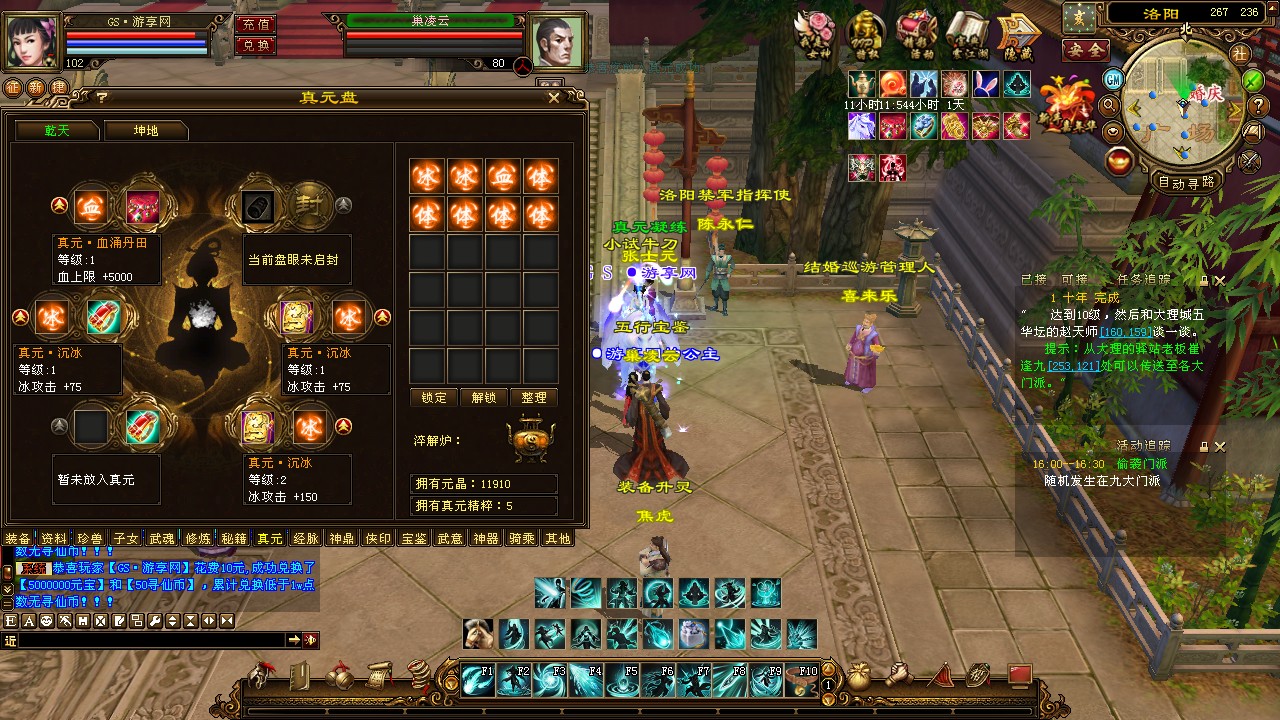 GS·游享网
102
充值
兑换
巢凌云
80
征 新 捷
?
真元盘
乾天
坤地
血
封
真元·血涌丹田
等级:1
血上限 +5000
当前盘眼未启封
冰
冰
真元·沉冰
等级:1
冰攻击 +75
真元·沉冰
等级:1
冰攻击 +75
冰
暂未放入真元
真元·沉冰
等级:2
冰攻击 +150
冰 冰 血 体
体 体 体 体
锁定 解锁 整理
淬解炉:
拥有元晶:11910
拥有真元精粹:5
装备 资料 珍兽 子女 武魂 修炼 秘籍 真元 经脉 神鼎 侠印 宝鉴 武意 神器 骑乘 其他
数无寻仙币!!!
系统 恭喜玩家【GS·游享网】花费10元,成功兑换了
【5000000元宝】和【50寻仙币】,累计兑换低于1w点
数无寻仙币!!!
近
洛阳禁军指挥使
陈永仁
真元凝练
小试牛刀
张士元
游享网
五行宝鉴
巢凌云
装备升灵
焦虎
结婚巡游管理人
喜来乐
隐藏
11小时 11:54 4小时 1天
洛阳
267 236
北
安全
GM
社
婚庆
广场
自动寻路
已接 可接 任务追踪
1 十年 完成
“ 达到10级,然后和大理城五
华坛的赵天师[160,159]谈一谈。
提示:从大理的驿站老板崔
逢九[253,121]处可以传送至各大
门派。”
活动追踪
16:00--16:30 偷袭门派
随机发生在九大门派
F1 F2 F3 F4 F5 F6 F7 F8 F9 F10
1